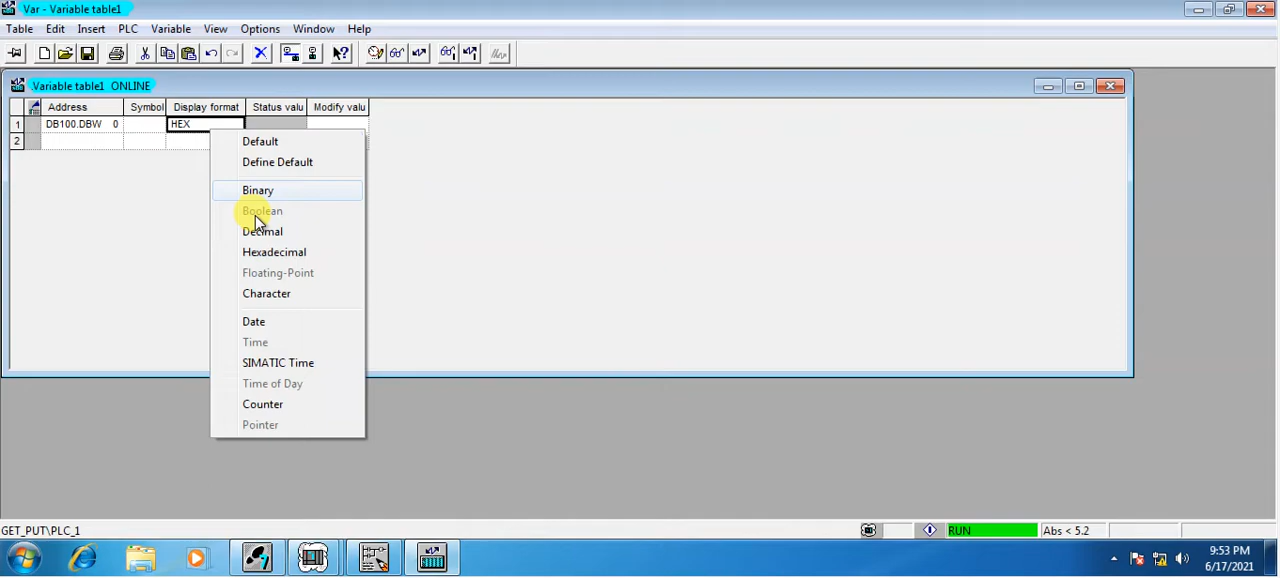 Var - Variable table1
Table Edit Insert PLC Variable View Options Window Help
Variable table1 ONLINE
Address Symbol Display format Status valu Modify valu
1 DB100.DBW 0 HEX
2
Default
Define Default
Binary
Boolean
Decimal
Hexadecimal
Floating-Point
Character
Date
Time
SIMATIC Time
Time of Day
Counter
Pointer
GET_PUT\PLC_1 RUN Abs < 5.2
9:53 PM
6/17/2021